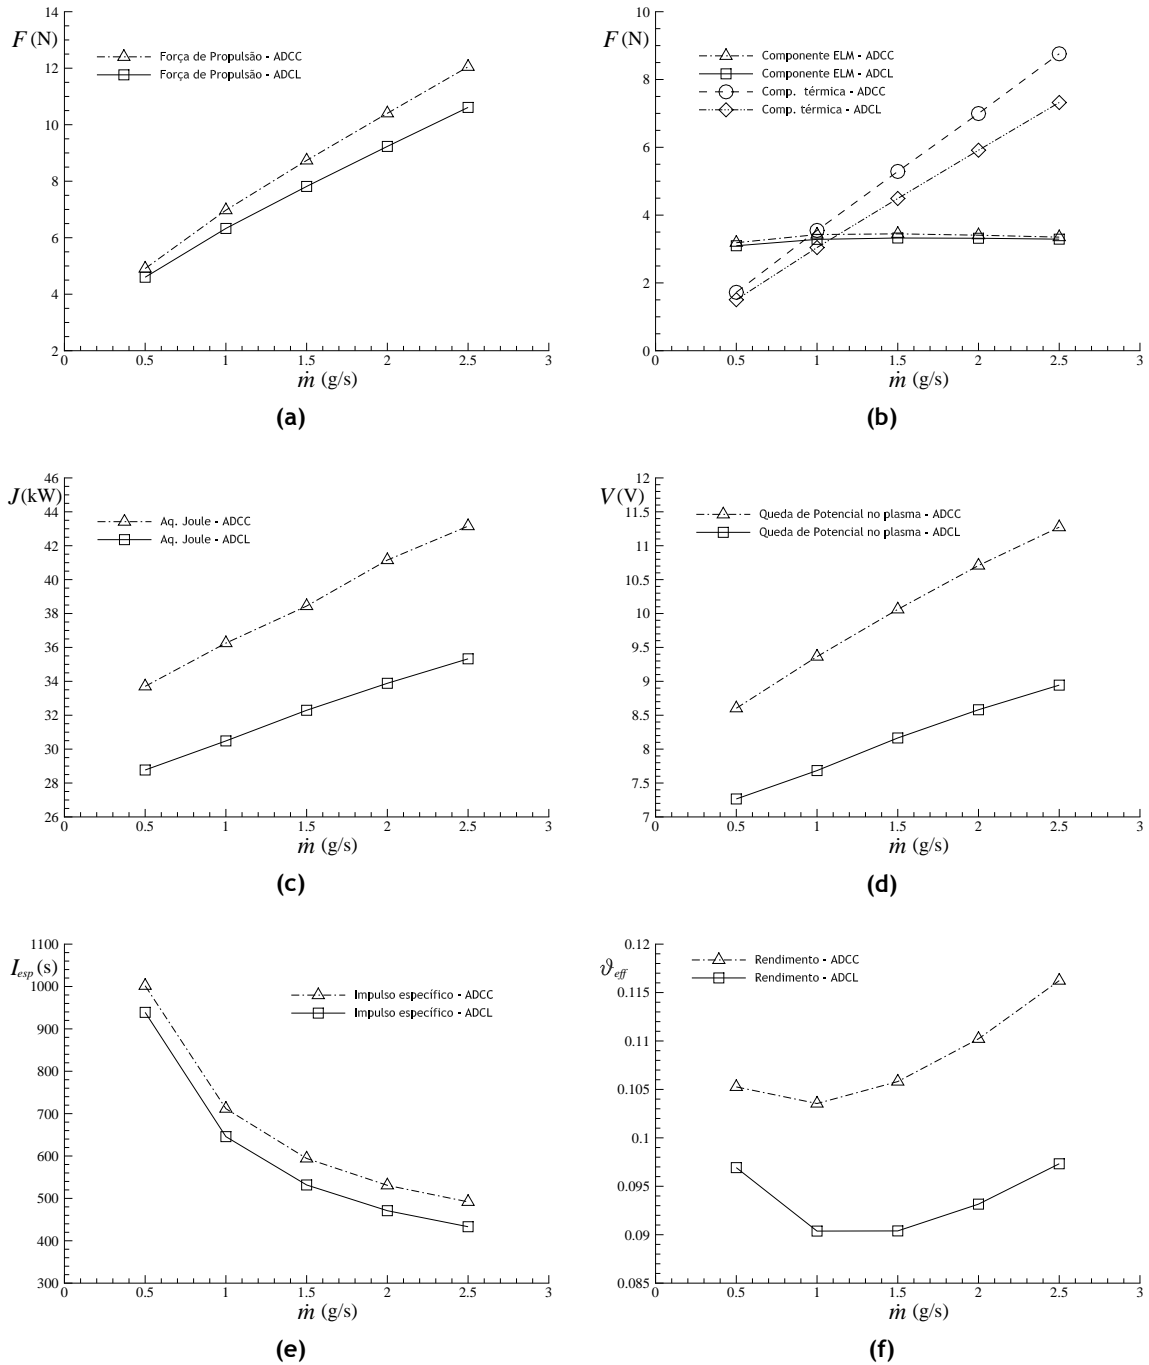 F (N)
14
12
10
8
6
4
2
Força de Propulsão - ADCC
Força de Propulsão - ADCL
0 0.5 1 1.5 2 2.5 3
ṁ (g/s)
(a)
F (N)
10
8
6
4
2
0
Componente ELM - ADCC
Componente ELM - ADCL
Comp. térmica - ADCC
Comp. térmica - ADCL
0 0.5 1 1.5 2 2.5 3
ṁ (g/s)
(b)
J (kW)
46
44
42
40
38
36
34
32
30
28
26
Aq. Joule - ADCC
Aq. Joule - ADCL
0 0.5 1 1.5 2 2.5 3
ṁ (g/s)
(c)
V (V)
12
11.5
11
10.5
10
9.5
9
8.5
8
7.5
7
Queda de Potencial no plasma - ADCC
Queda de Potencial no plasma - ADCL
0 0.5 1 1.5 2 2.5 3
ṁ (g/s)
(d)
I_esp (s)
1100
1000
900
800
700
600
500
400
300
Impulso específico - ADCC
Impulso específico - ADCL
0 0.5 1 1.5 2 2.5 3
ṁ (g/s)
(e)
ϑ_eff
0.12
0.115
0.11
0.105
0.1
0.095
0.09
0.085
Rendimento - ADCC
Rendimento - ADCL
0 0.5 1 1.5 2 2.5 3
ṁ (g/s)
(f)